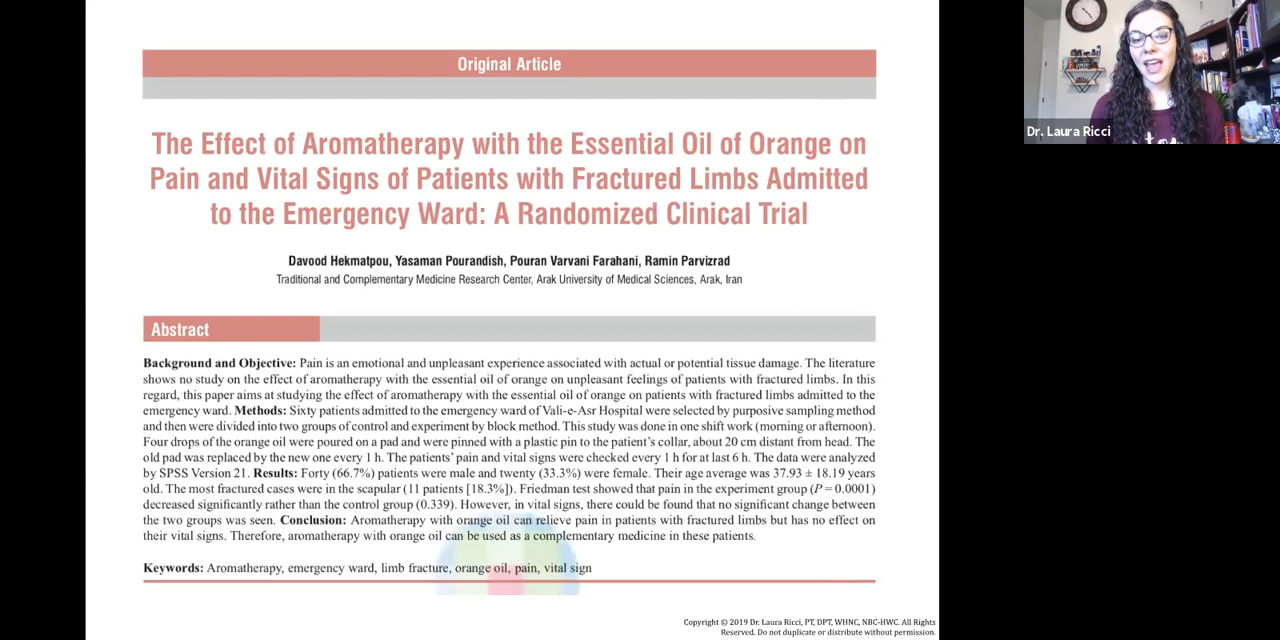 Original Article
The Effect of Aromatherapy with the Essential Oil of Orange on
Pain and Vital Signs of Patients with Fractured Limbs Admitted
to the Emergency Ward: A Randomized Clinical Trial
Davood Hekmatpou, Yasaman Pourandish, Pouran Varvani Farahani, Ramin Parvizrad
Traditional and Complementary Medicine Research Center, Arak University of Medical Sciences, Arak, Iran
Abstract
Background and Objective: Pain is an emotional and unpleasant experience associated with actual or potential tissue damage. The literature
shows no study on the effect of aromatherapy with the essential oil of orange on unpleasant feelings of patients with fractured limbs. In this
regard, this paper aims at studying the effect of aromatherapy with the essential oil of orange on patients with fractured limbs admitted to the
emergency ward. Methods: Sixty patients admitted to the emergency ward of Vali-e-Asr Hospital were selected by purposive sampling method
and then were divided into two groups of control and experiment by block method. This study was done in one shift work (morning or afternoon).
Four drops of the orange oil were poured on a pad and were pinned with a plastic pin to the patient's collar, about 20 cm distant from head. The
old pad was replaced by the new one every 1 h. The patients' pain and vital signs were checked every 1 h for at last 6 h. The data were analyzed
by SPSS Version 21. Results: Forty (66.7%) patients were male and twenty (33.3%) were female. Their age average was 37.93 ± 18.19 years
old. The most fractured cases were in the scapular (11 patients [18.3%]). Friedman test showed that pain in the experiment group (P = 0.0001)
decreased significantly rather than the control group (0.339). However, in vital signs, there could be found that no significant change between
the two groups was seen. Conclusion: Aromatherapy with orange oil can relieve pain in patients with fractured limbs but has no effect on
their vital signs. Therefore, aromatherapy with orange oil can be used as a complementary medicine in these patients.
Keywords: Aromatherapy, emergency ward, limb fracture, orange oil, pain, vital sign
Copyright © 2019 Dr. Laura Ricci, PT, DPT, WHNC, NBC-HWC. All Rights
Reserved. Do not duplicate or distribute without permission.
Dr. Laura Ricci